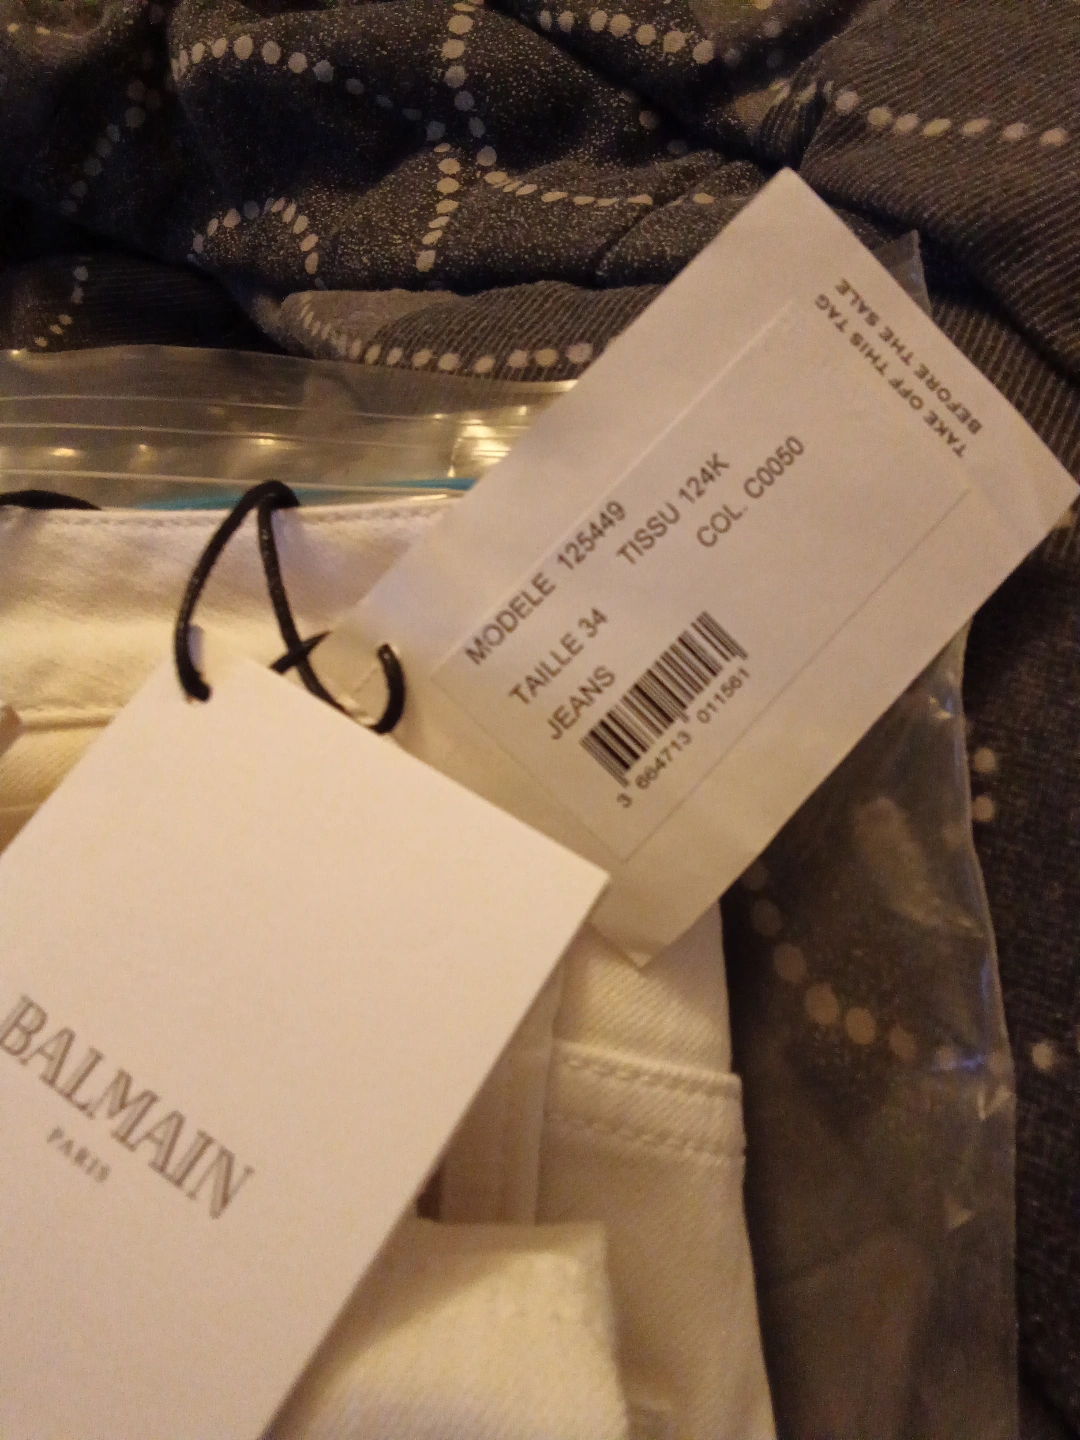 TAKE OFF THIS TAG
BEFORE THE SALE
MODELE 125449
TISSU 124K
COL. C0050
TAILLE 34
JEANS
3 664713 011561
BALMAIN
PARIS